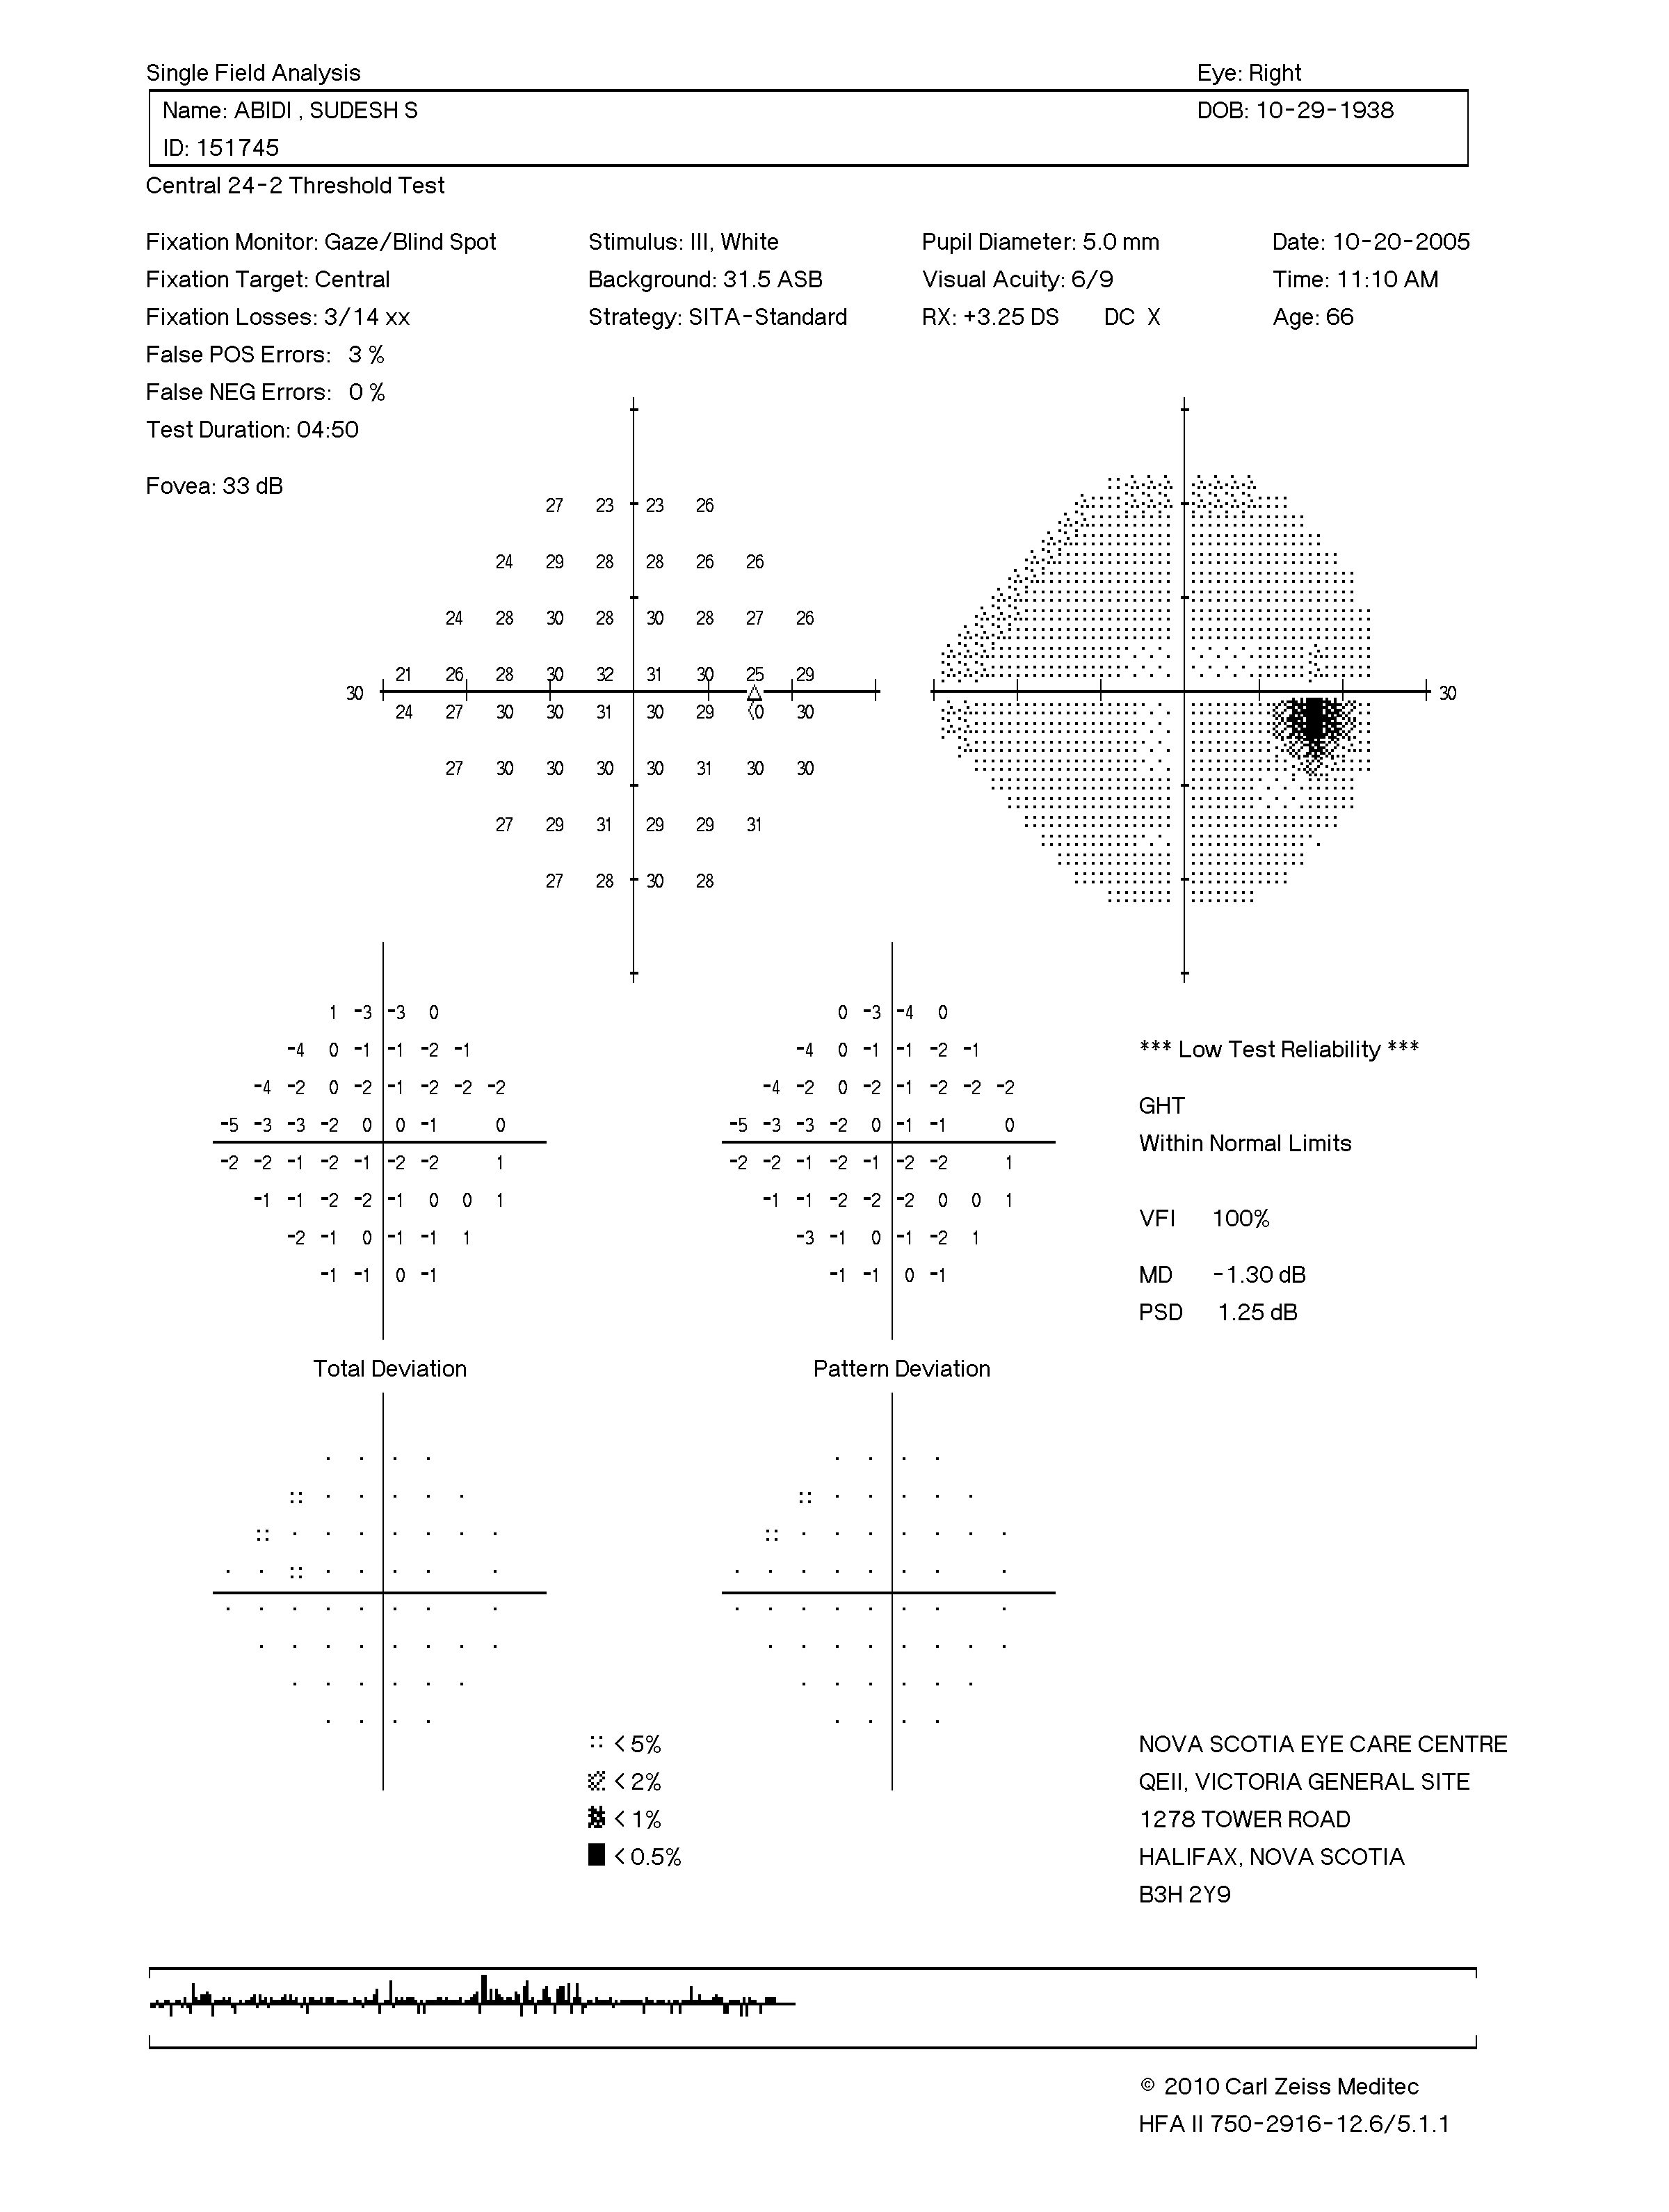 Single Field Analysis Eye: Right
Name: ABIDI , SUDESH S DOB: 10-29-1938
ID: 151745
Central 24-2 Threshold Test
Fixation Monitor: Gaze/Blind Spot Stimulus: III, White Pupil Diameter: 5.0 mm Date: 10-20-2005
Fixation Target: Central Background: 31.5 ASB Visual Acuity: 6/9 Time: 11:10 AM
Fixation Losses: 3/14 xx Strategy: SITA-Standard RX: +3.25 DS DC X Age: 66
False POS Errors: 3 %
False NEG Errors: 0 %
Test Duration: 04:50
Fovea: 33 dB
27 23 23 26
24 29 28 28 26 26
24 28 30 28 30 28 27 26
21 26 28 30 32 31 30 25 29
30 30
24 27 30 30 31 30 29 <0 30
27 30 30 30 30 31 30 30
27 29 31 29 29 31
27 28 30 28
1 -3 -3 0 0 -3 -4 0
-4 0 -1 -1 -2 -1 -4 0 -1 -1 -2 -1 *** Low Test Reliability ***
-4 -2 0 -2 -1 -2 -2 -2 -4 -2 0 -2 -1 -2 -2 -2
GHT
-5 -3 -3 -2 0 0 -1 0 -5 -3 -3 -2 0 -1 -1 0
Within Normal Limits
-2 -2 -1 -2 -1 -2 -2 1 -2 -2 -1 -2 -1 -2 -2 1
-1 -1 -2 -2 -1 0 0 1 -1 -1 -2 -2 -2 0 0 1
VFI 100%
-2 -1 0 -1 -1 1 -3 -1 0 -1 -2 1
-1 -1 0 -1 -1 -1 0 -1 MD -1.30 dB
PSD 1.25 dB
Total Deviation Pattern Deviation
< 5% NOVA SCOTIA EYE CARE CENTRE
< 2% QEII, VICTORIA GENERAL SITE
< 1% 1278 TOWER ROAD
< 0.5% HALIFAX, NOVA SCOTIA
B3H 2Y9
© 2010 Carl Zeiss Meditec
HFA II 750-2916-12.6/5.1.1